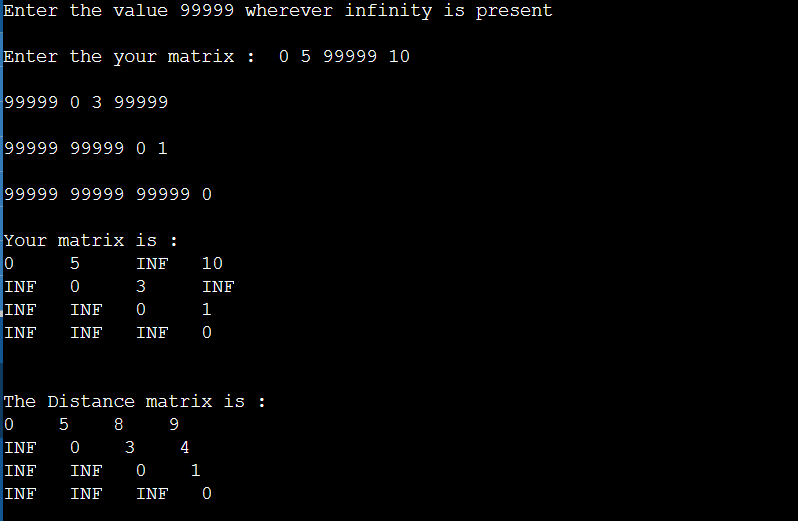 Enter the value 99999 wherever infinity is present
Enter the your matrix :  0 5 99999 10
99999 0 3 99999
99999 99999 0 1
99999 99999 99999 0
Your matrix is :
0     5     INF   10
INF   0     3     INF
INF   INF   0     1
INF   INF   INF   0
The Distance matrix is :
0    5    8    9
INF   0    3    4
INF   INF   0    1
INF   INF   INF   0